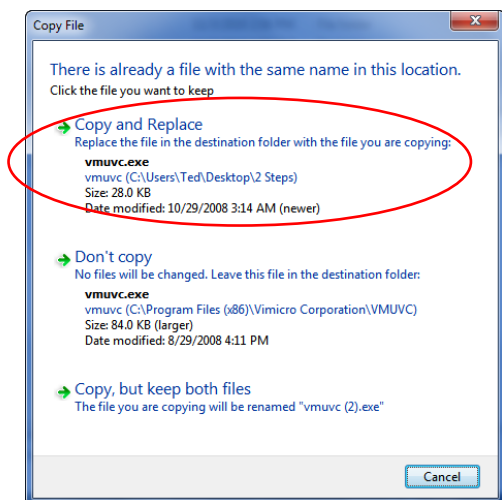 Copy File
There is already a file with the same name in this location.
Click the file you want to keep
Copy and Replace
Replace the file in the destination folder with the file you are copying:
vmuvc.exe
vmuvc (C:\Users\Ted\Desktop\2 Steps)
Size: 28.0 KB
Date modified: 10/29/2008 3:14 AM (newer)
Don't copy
No files will be changed. Leave this file in the destination folder:
vmuvc.exe
vmuvc (C:\Program Files (x86)\Vimicro Corporation\VMUVC)
Size: 84.0 KB (larger)
Date modified: 8/29/2008 4:11 PM
Copy, but keep both files
The file you are copying will be renamed "vmuvc (2).exe"
Cancel